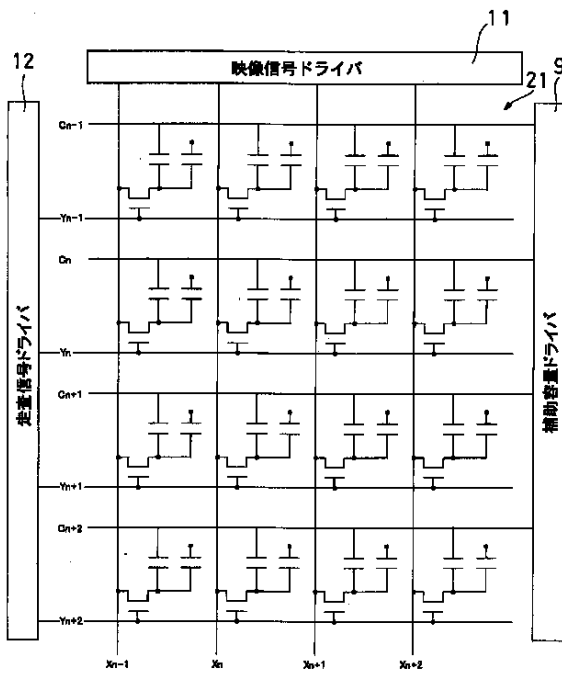 11
12
映像信号ドライバ
9
21
Cn-1
Yn-1
Cn
Yn
Cn+1
Yn+1
Cn+2
Yn+2
走査信号ドライバ
補助容量ドライバ
Xn-1 Xn Xn+1 Xn+2